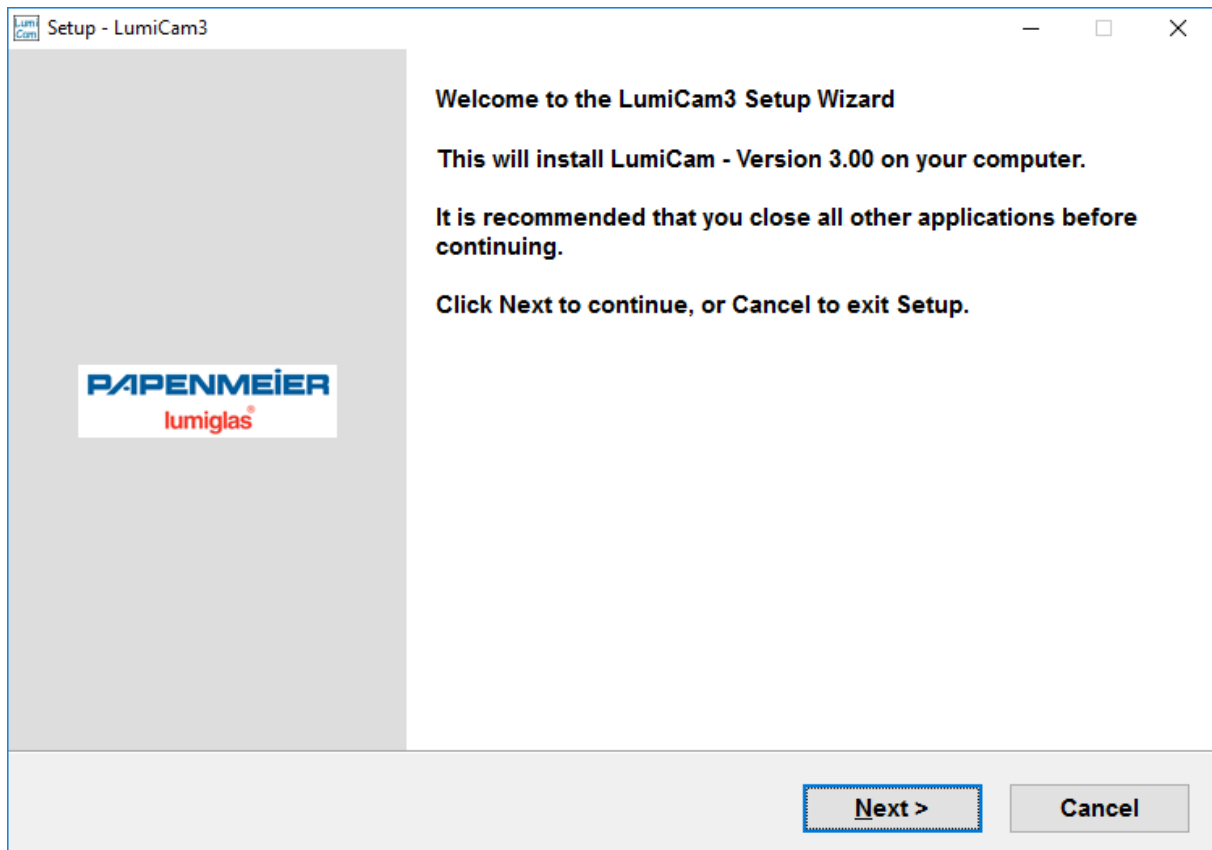 Lumi
Cam
Setup - LumiCam3
Welcome to the LumiCam3 Setup Wizard
This will install LumiCam - Version 3.00 on your computer.
It is recommended that you close all other applications before
continuing.
Click Next to continue, or Cancel to exit Setup.
PAPENMEİER
lumiglas®
Next >
Cancel